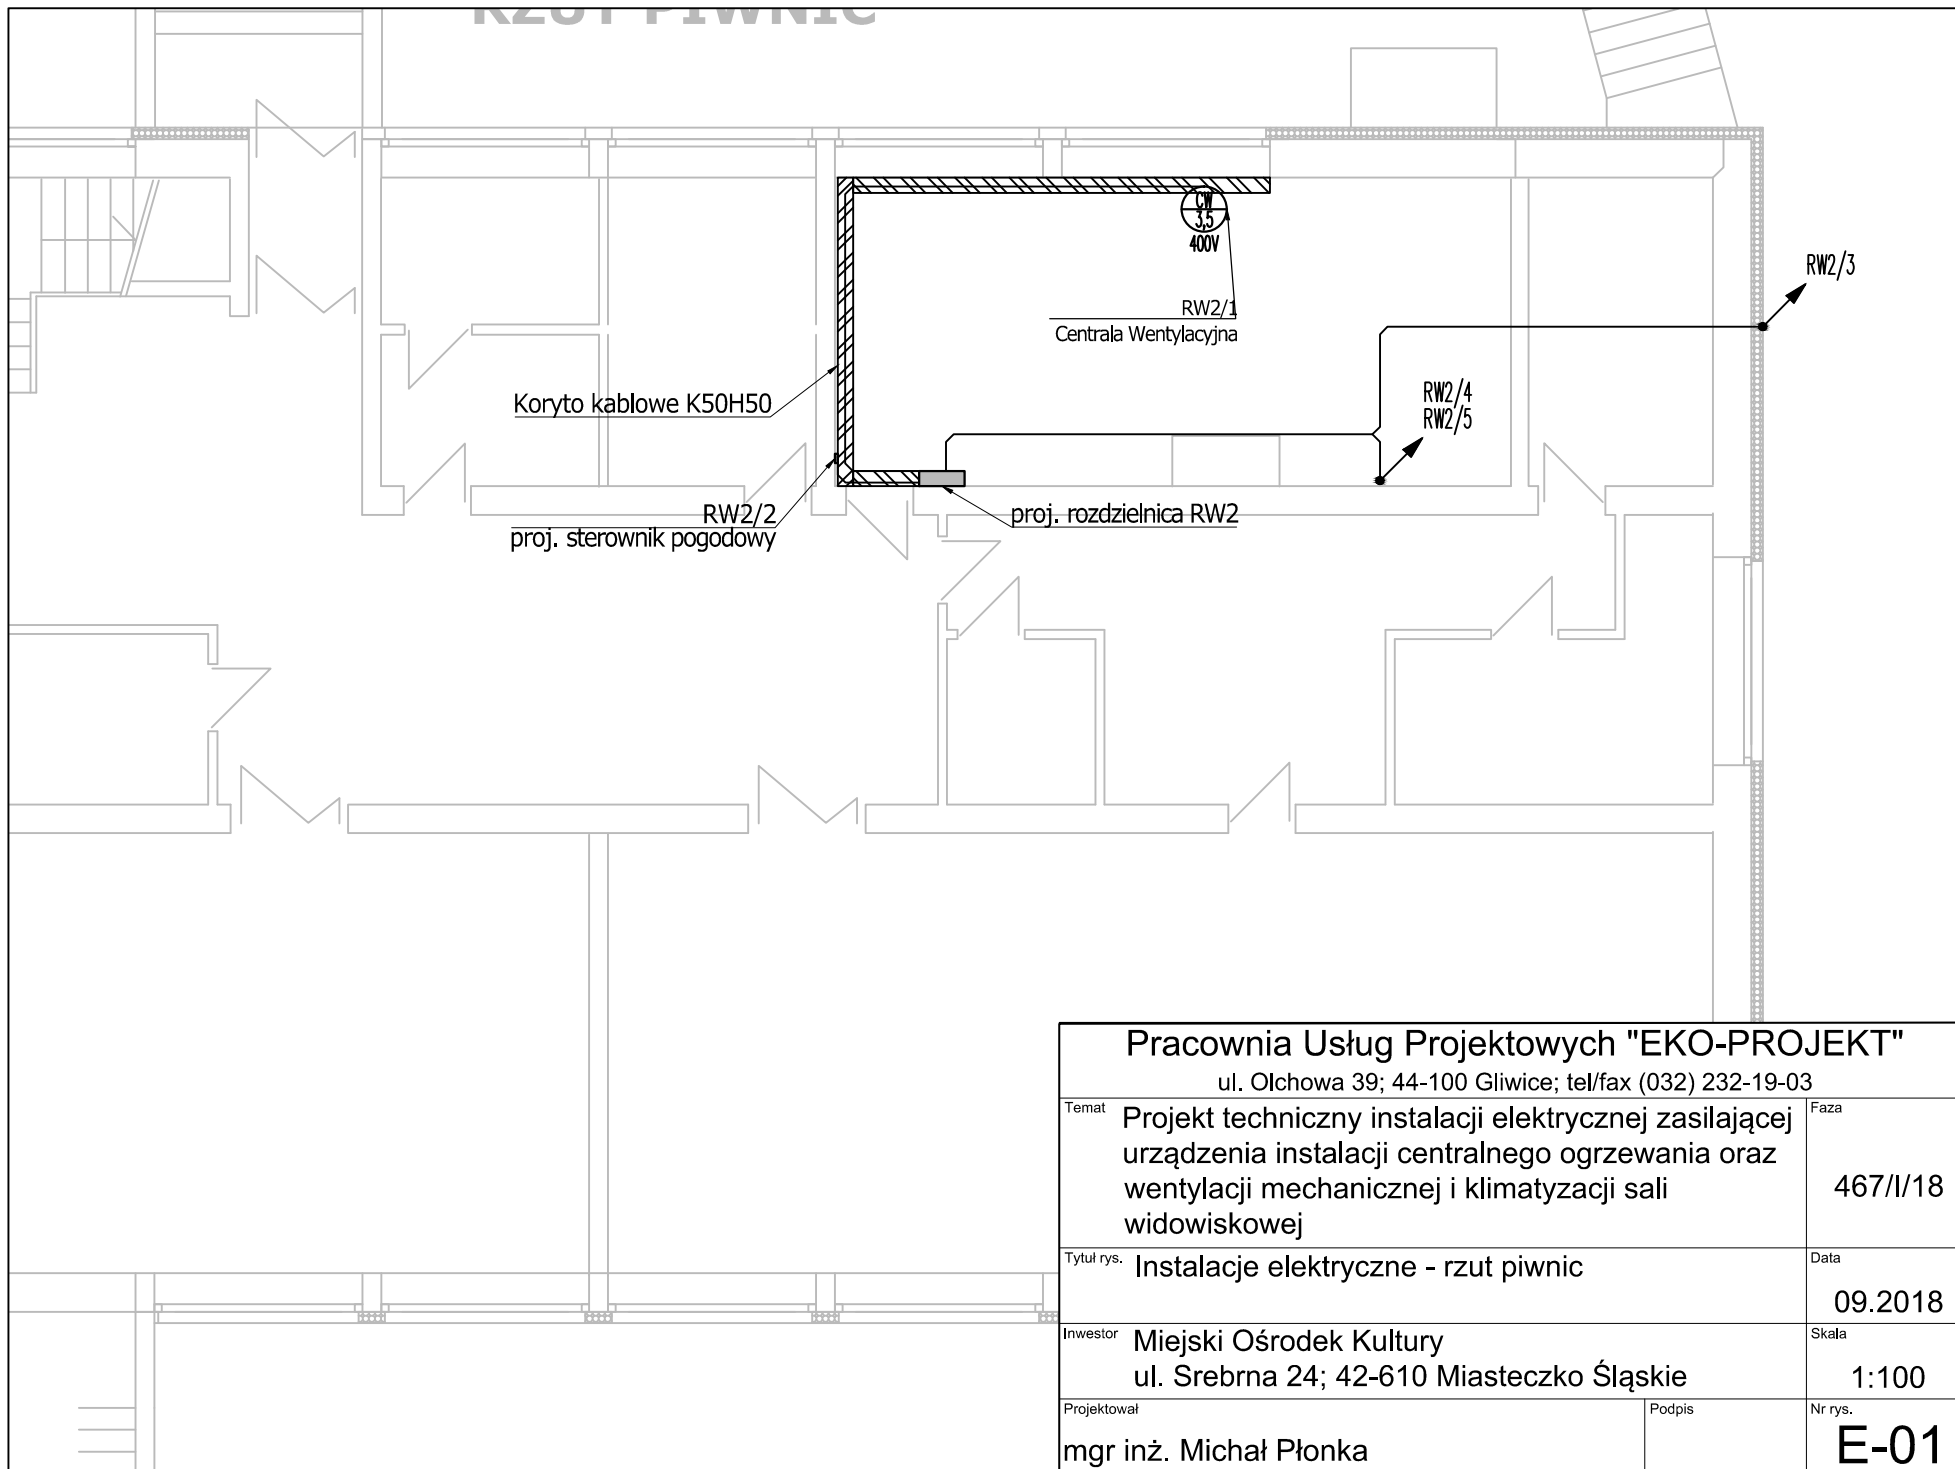 RZUT PIWNIC
CW
3,5
400V
RW2/1
Centrala Wentylacyjna
RW2/3
RW2/4
RW2/5
Koryto kablowe K50H50
RW2/2
proj. sterownik pogodowy
proj. rozdzielnica RW2
Pracownia Usług Projektowych "EKO-PROJEKT"
ul. Olchowa 39; 44-100 Gliwice; tel/fax (032) 232-19-03
Temat
Projekt techniczny instalacji elektrycznej zasilającej
urządzenia instalacji centralnego ogrzewania oraz
wentylacji mechanicznej i klimatyzacji sali
widowiskowej
Faza
467/I/18
Tytuł rys.
Instalacje elektryczne - rzut piwnic
Data
09.2018
Inwestor
Miejski Ośrodek Kultury
ul. Srebrna 24; 42-610 Miasteczko Śląskie
Skala
1:100
Projektował
mgr inż. Michał Płonka
Podpis
Nr rys.
E-01